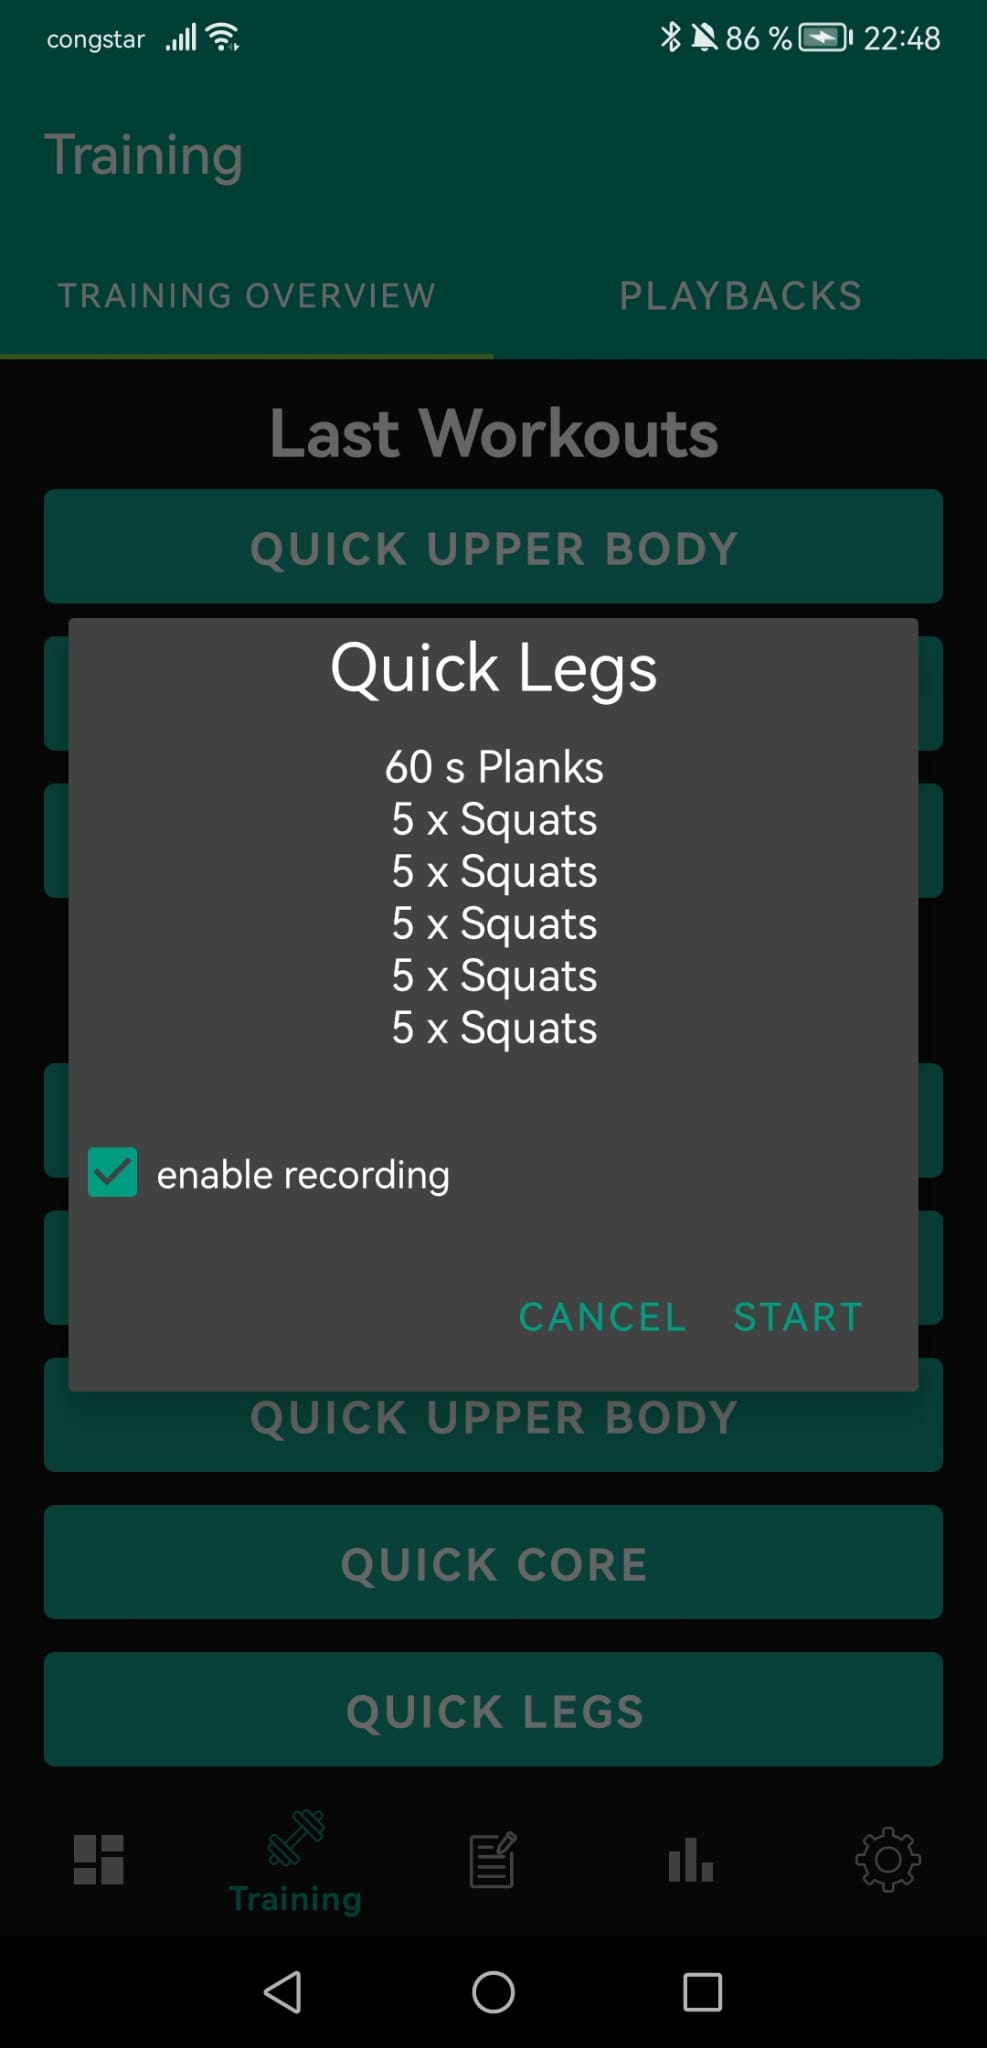 congstar 86 % 22:48
Training
TRAINING OVERVIEW PLAYBACKS
Last Workouts
QUICK UPPER BODY
Quick Legs
60 s Planks
5 x Squats
5 x Squats
5 x Squats
5 x Squats
5 x Squats
enable recording
CANCEL START
QUICK UPPER BODY
QUICK CORE
QUICK LEGS
Training